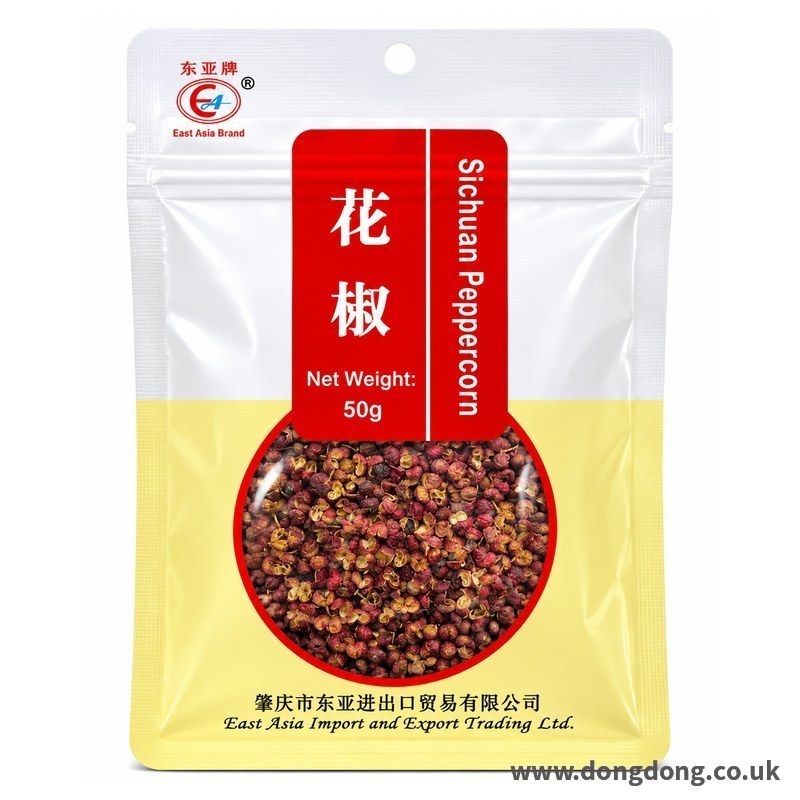 东亚牌
EA ®
East Asia Brand
花椒
Sichuan Peppercorn
Net Weight:
50g
肇庆市东亚进出口贸易有限公司
East Asia Import and Export Trading Ltd.
www.dongdong.co.uk